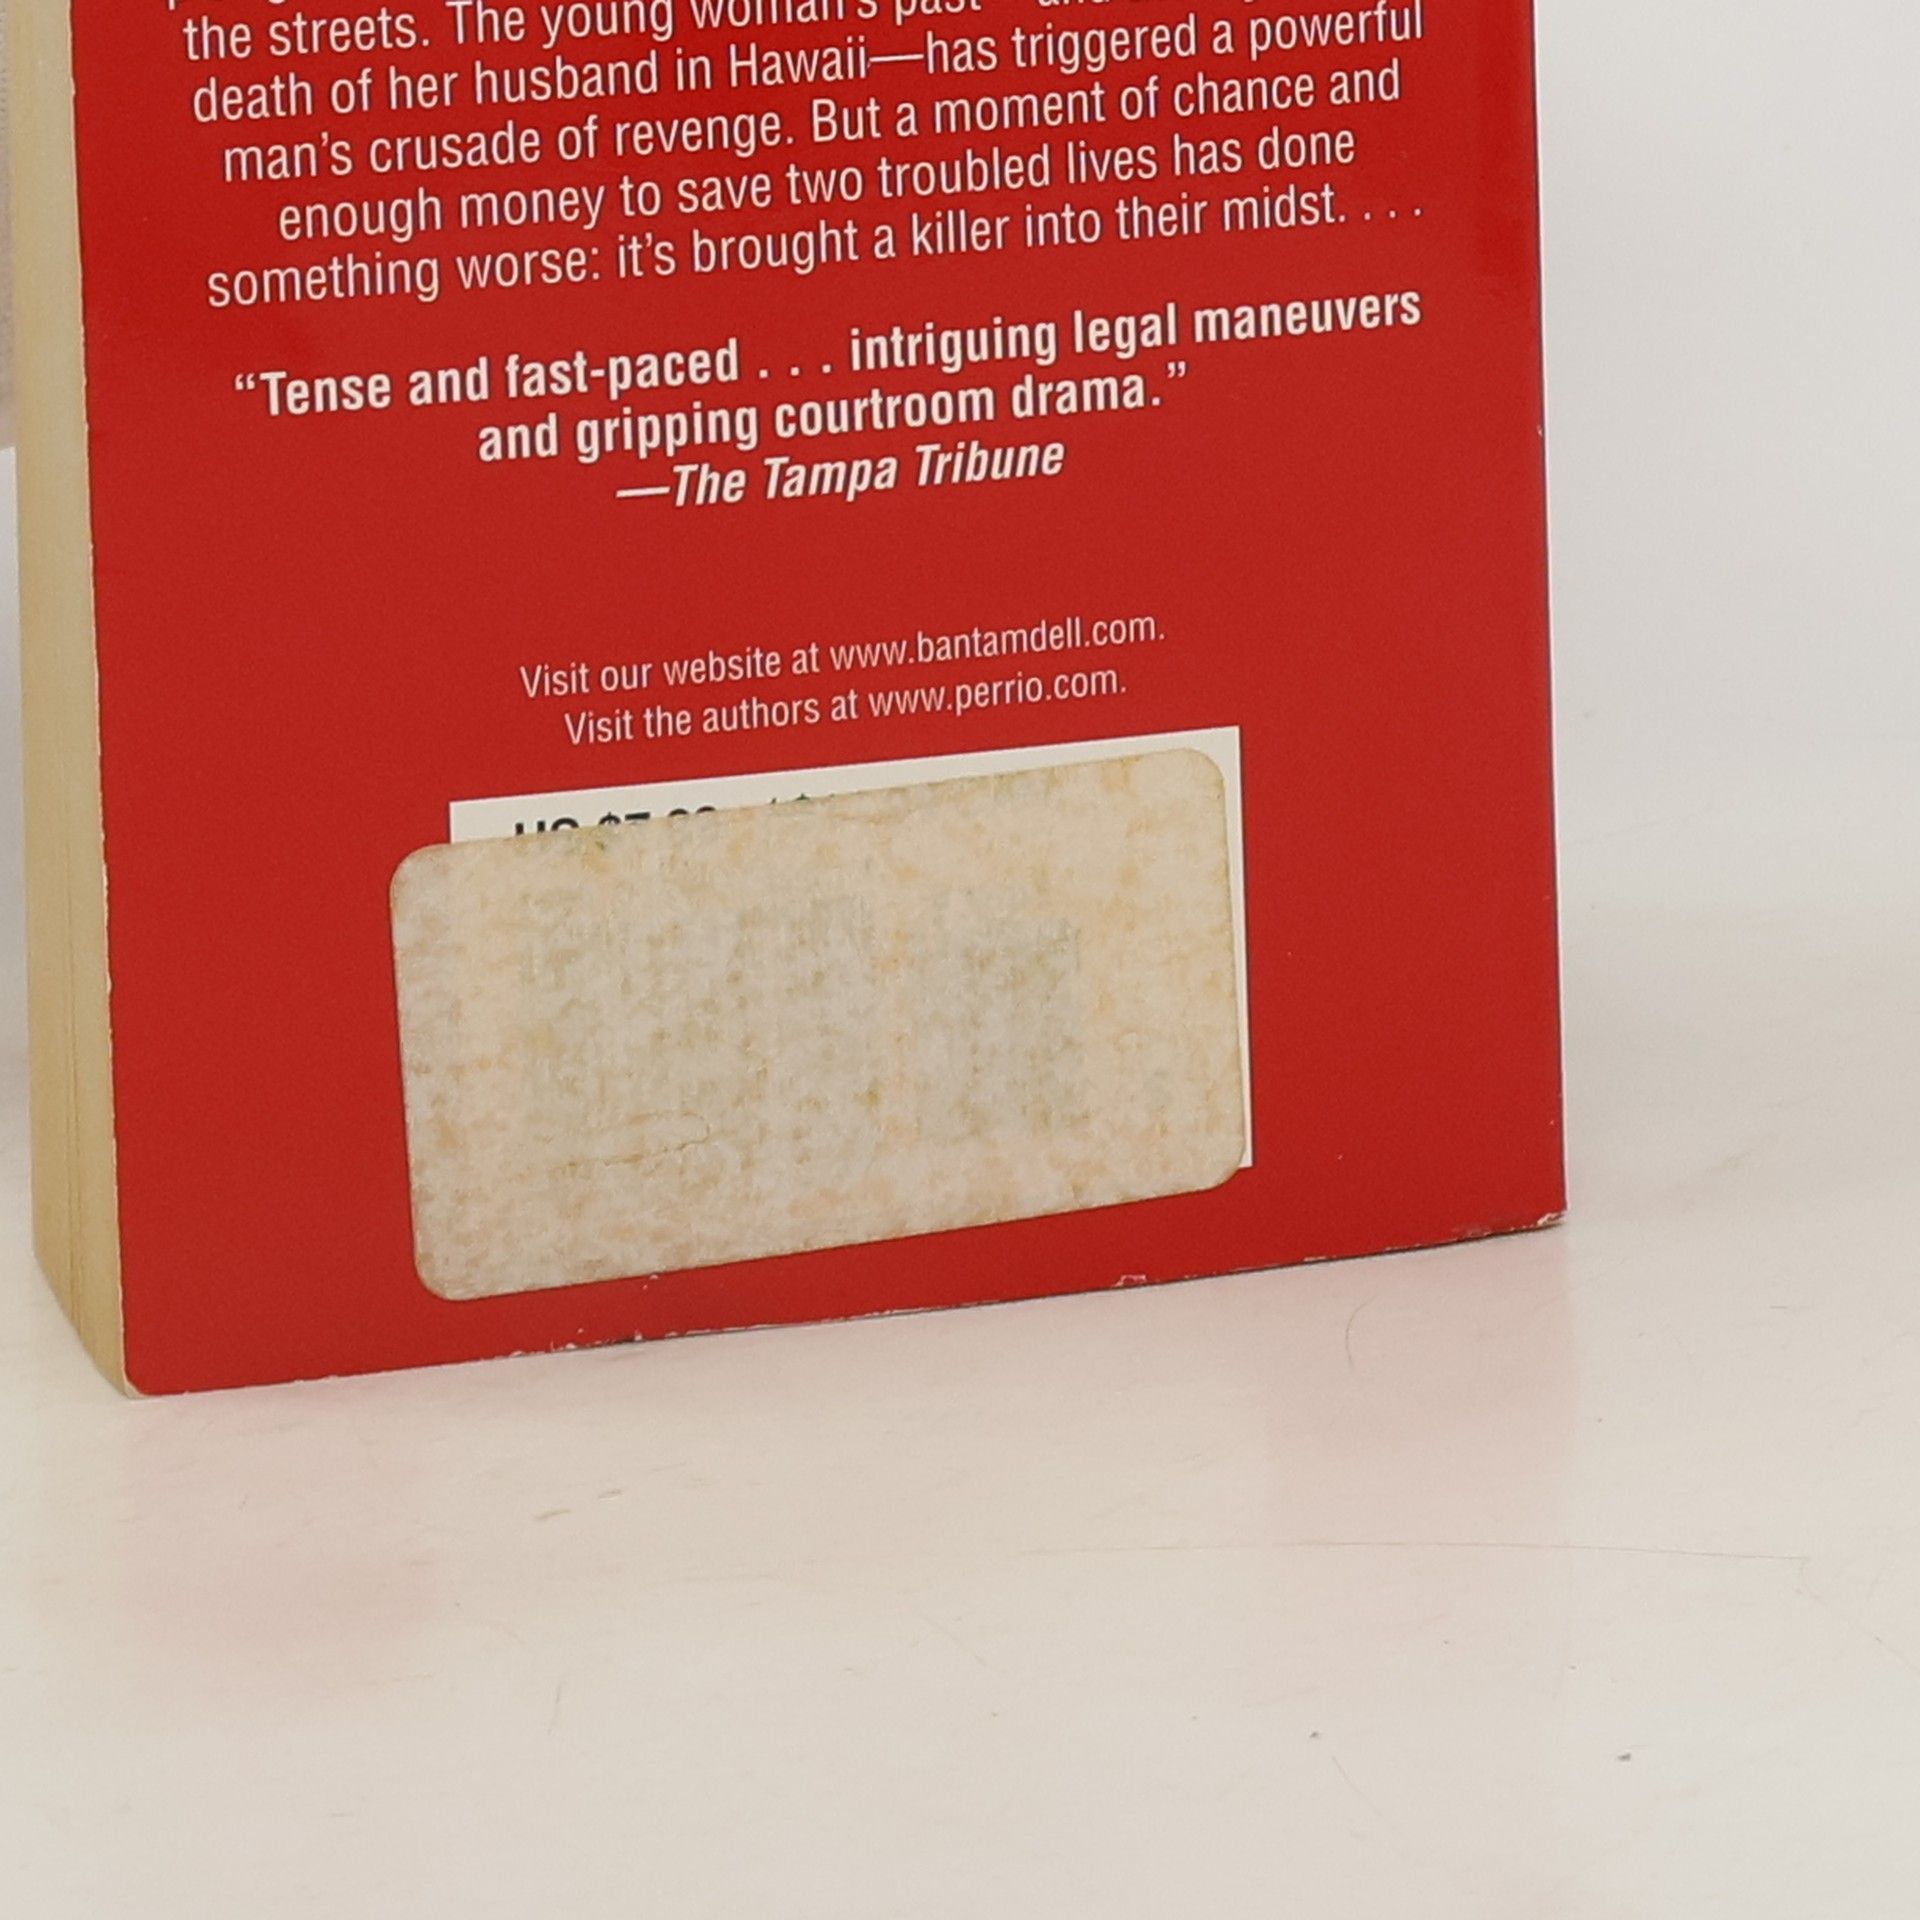 the streets. The young woman's past
death of her husband in Hawaii—has triggered a powerful
man's crusade of revenge. But a moment of chance and
enough money to save two troubled lives has done
something worse: it's brought a killer into their midst. . . .
“Tense and fast-paced . . . intriguing legal maneuvers
and gripping courtroom drama.”
—The Tampa Tribune
Visit our website at www.bantamdell.com.
Visit the authors at www.perrio.com.